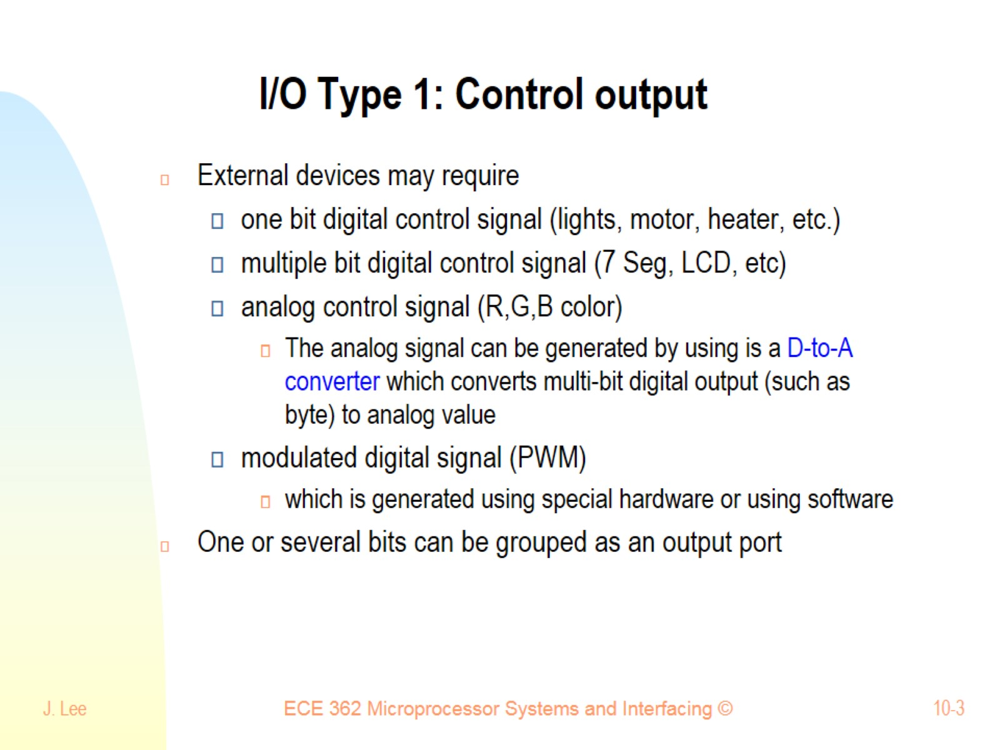 I/O Type 1: Control output
External devices may require
one bit digital control signal (lights, motor, heater, etc.)
multiple bit digital control signal (7 Seg, LCD, etc)
analog control signal (R,G,B color)
The analog signal can be generated by using is a D-to-A
converter which converts multi-bit digital output (such as
byte) to analog value
modulated digital signal (PWM)
which is generated using special hardware or using software
One or several bits can be grouped as an output port
J. Lee
ECE 362 Microprocessor Systems and Interfacing ©
10-3